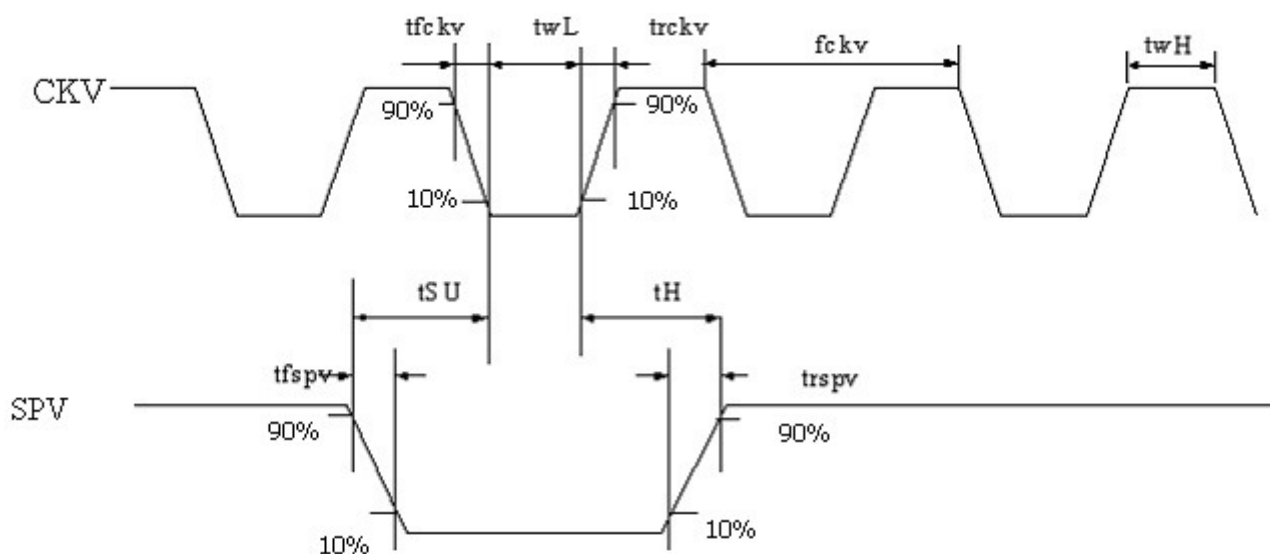 tfckv twL trckv fckv twH
CKV
90% 90%
10% 10%
tSU tH
tfspv trspv
SPV
90% 90%
10% 10%